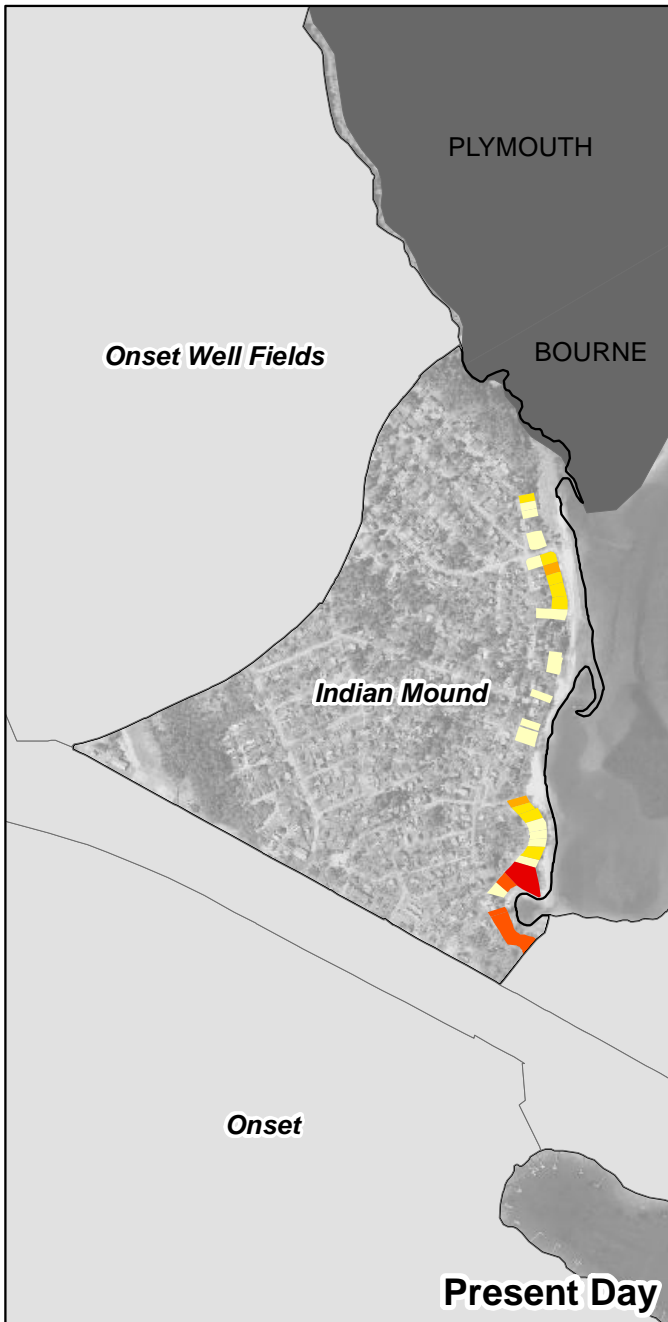 PLYMOUTH
Onset Well Fields
BOURNE
Indian Mound
Onset
Present Day